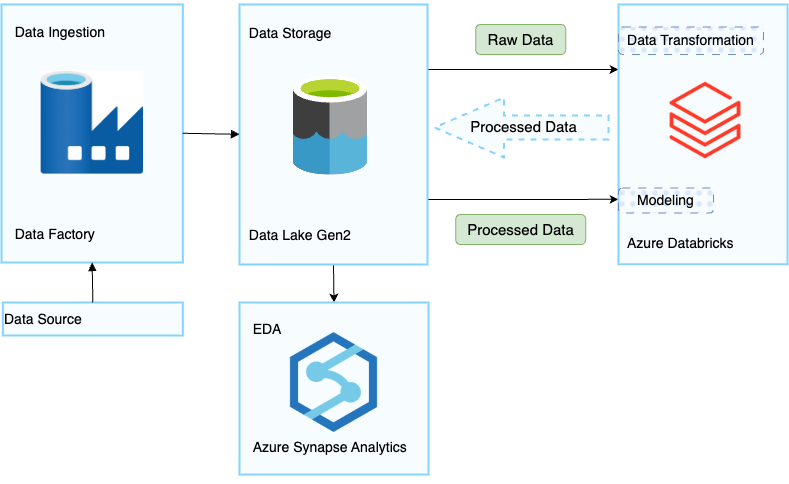 Data Ingestion
Data Factory
Data Source
Data Storage
Data Lake Gen2
EDA
Azure Synapse Analytics
Raw Data
Processed Data
Processed Data
Data Transformation
Modeling
Azure Databricks